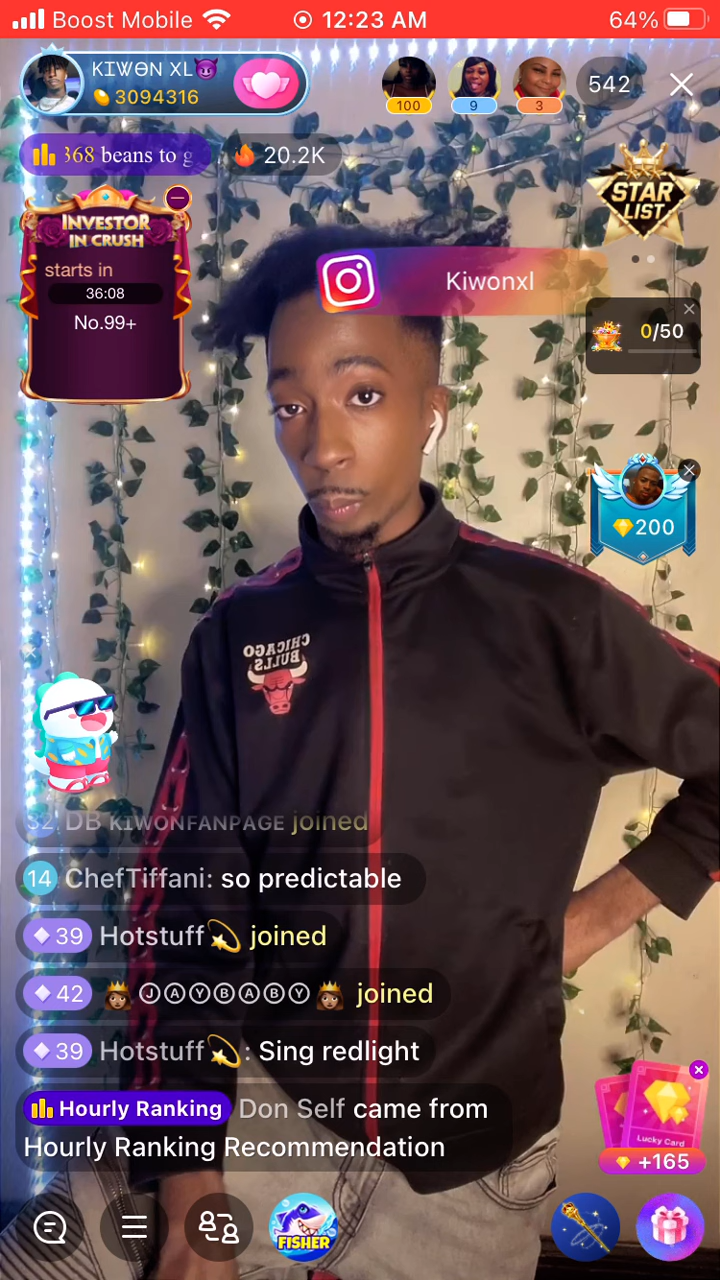 Boost Mobile 12:23 AM 64%
KIWӨN XL😈
3094316
100 9 3 542
368 beans to g
20.2K
STAR
LIST
INVESTOR
IN CRUSH
starts in
36:08
No.99+
Kiwonxl
0/50
200
CHICAGO
BULLS
32 DB KIWONFANPAGE joined
14 ChefTiffani: so predictable
39 Hotstuff💫 joined
42 👸🏽ⒿⒶⓎⒷⒶⒷⓎ👸🏽 joined
39 Hotstuff💫: Sing redlight
Hourly Ranking Don Self came from
Hourly Ranking Recommendation
Lucky Card
+165
FISHER